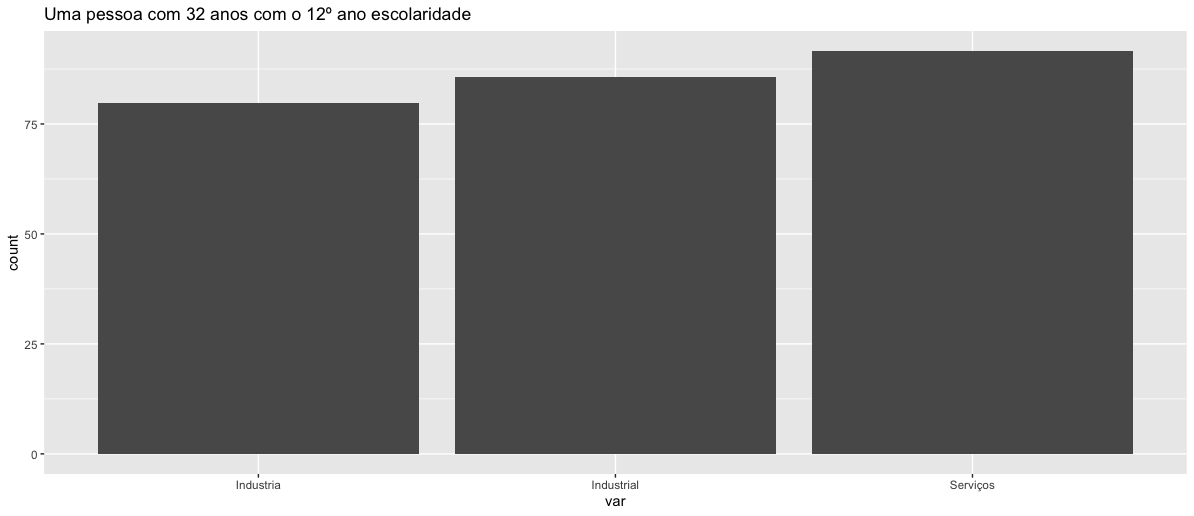 Uma pessoa com 32 anos com o 12º ano escolaridade
count
75
50
25
0
Industria
Industrial
Serviços
var